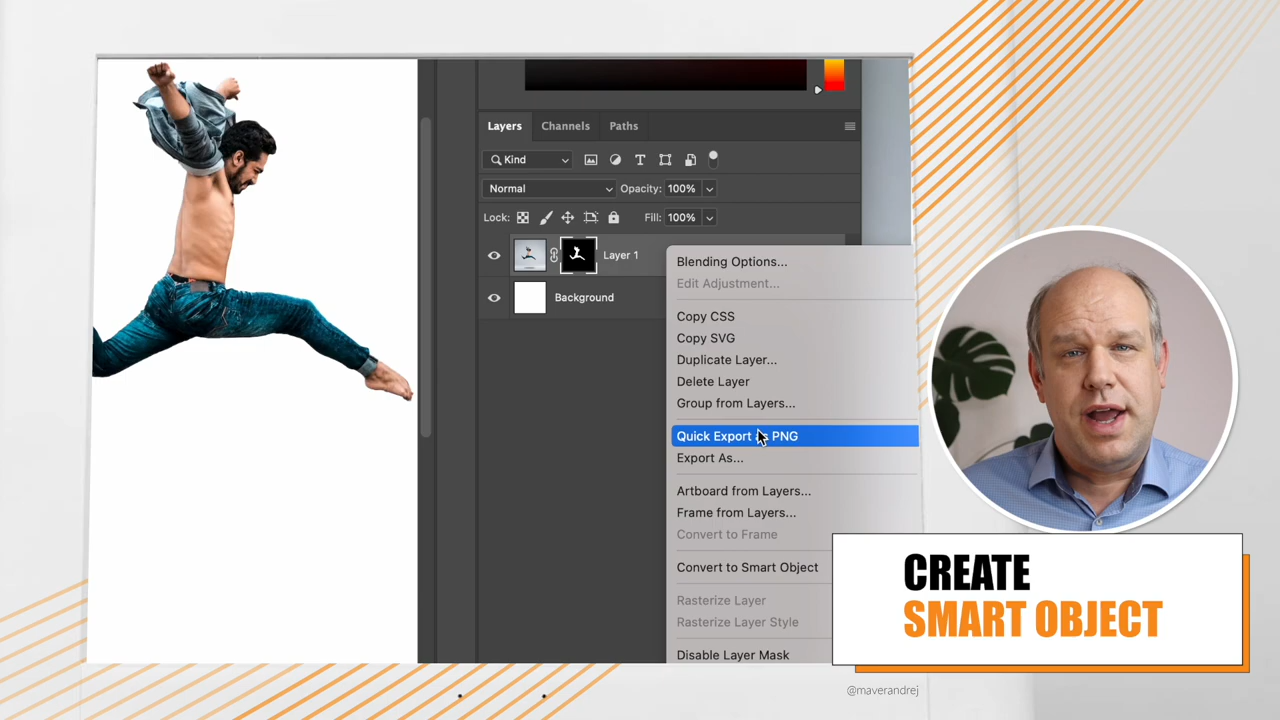 Layers Channels Paths
Kind
Normal Opacity: 100%
Lock: Fill: 100%
Layer 1
Background
Blending Options...
Edit Adjustment...
Copy CSS
Copy SVG
Duplicate Layer...
Delete Layer
Group from Layers...
Quick Export as PNG
Export As...
Artboard from Layers...
Frame from Layers...
Convert to Frame
Convert to Smart Object
Rasterize Layer
Rasterize Layer Style
Disable Layer Mask
CREATE
SMART OBJECT
@maverandrej